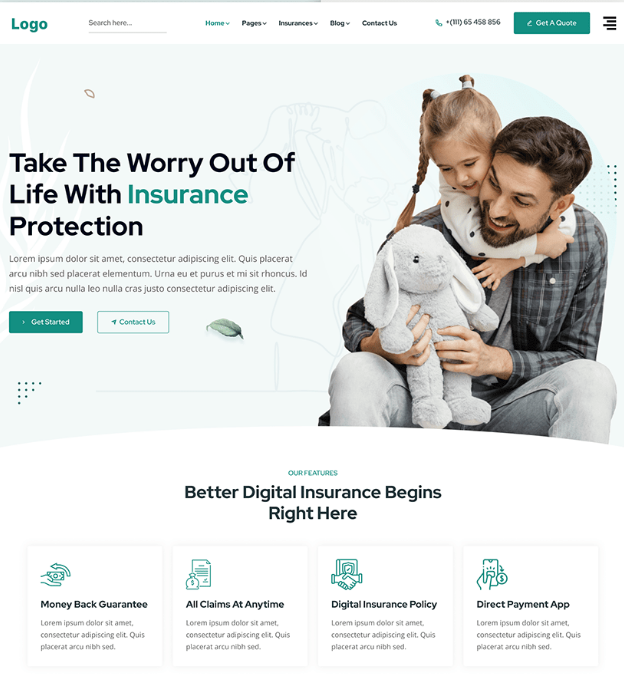 Logo
Search here...
Home
Pages
Insurances
Blog
Contact Us
+(111) 65 458 856
Get A Quote
Take The Worry Out Of
Life With Insurance
Protection
Lorem ipsum dolor sit amet, consectetur adipiscing elit. Quis placerat
arcu nibh sed placerat elementum. Urna eu et purus et mi sit rhoncus. Id
nisl quis arcu nulla leo nulla cras justo consectetur adipiscing elit.
Get Started
Contact Us
OUR FEATURES
Better Digital Insurance Begins
Right Here
Money Back Guarantee
Lorem ipsum dolor sit amet,
consectetur adipiscing elit. Quis
placerat arcu nibh sed.
All Claims At Anytime
Lorem ipsum dolor sit amet,
consectetur adipiscing elit. Quis
placerat arcu nibh sed.
Digital Insurance Policy
Lorem ipsum dolor sit amet,
consectetur adipiscing elit. Quis
placerat arcu nibh sed.
Direct Payment App
Lorem ipsum dolor sit amet,
consectetur adipiscing elit. Quis
placerat arcu nibh sed.